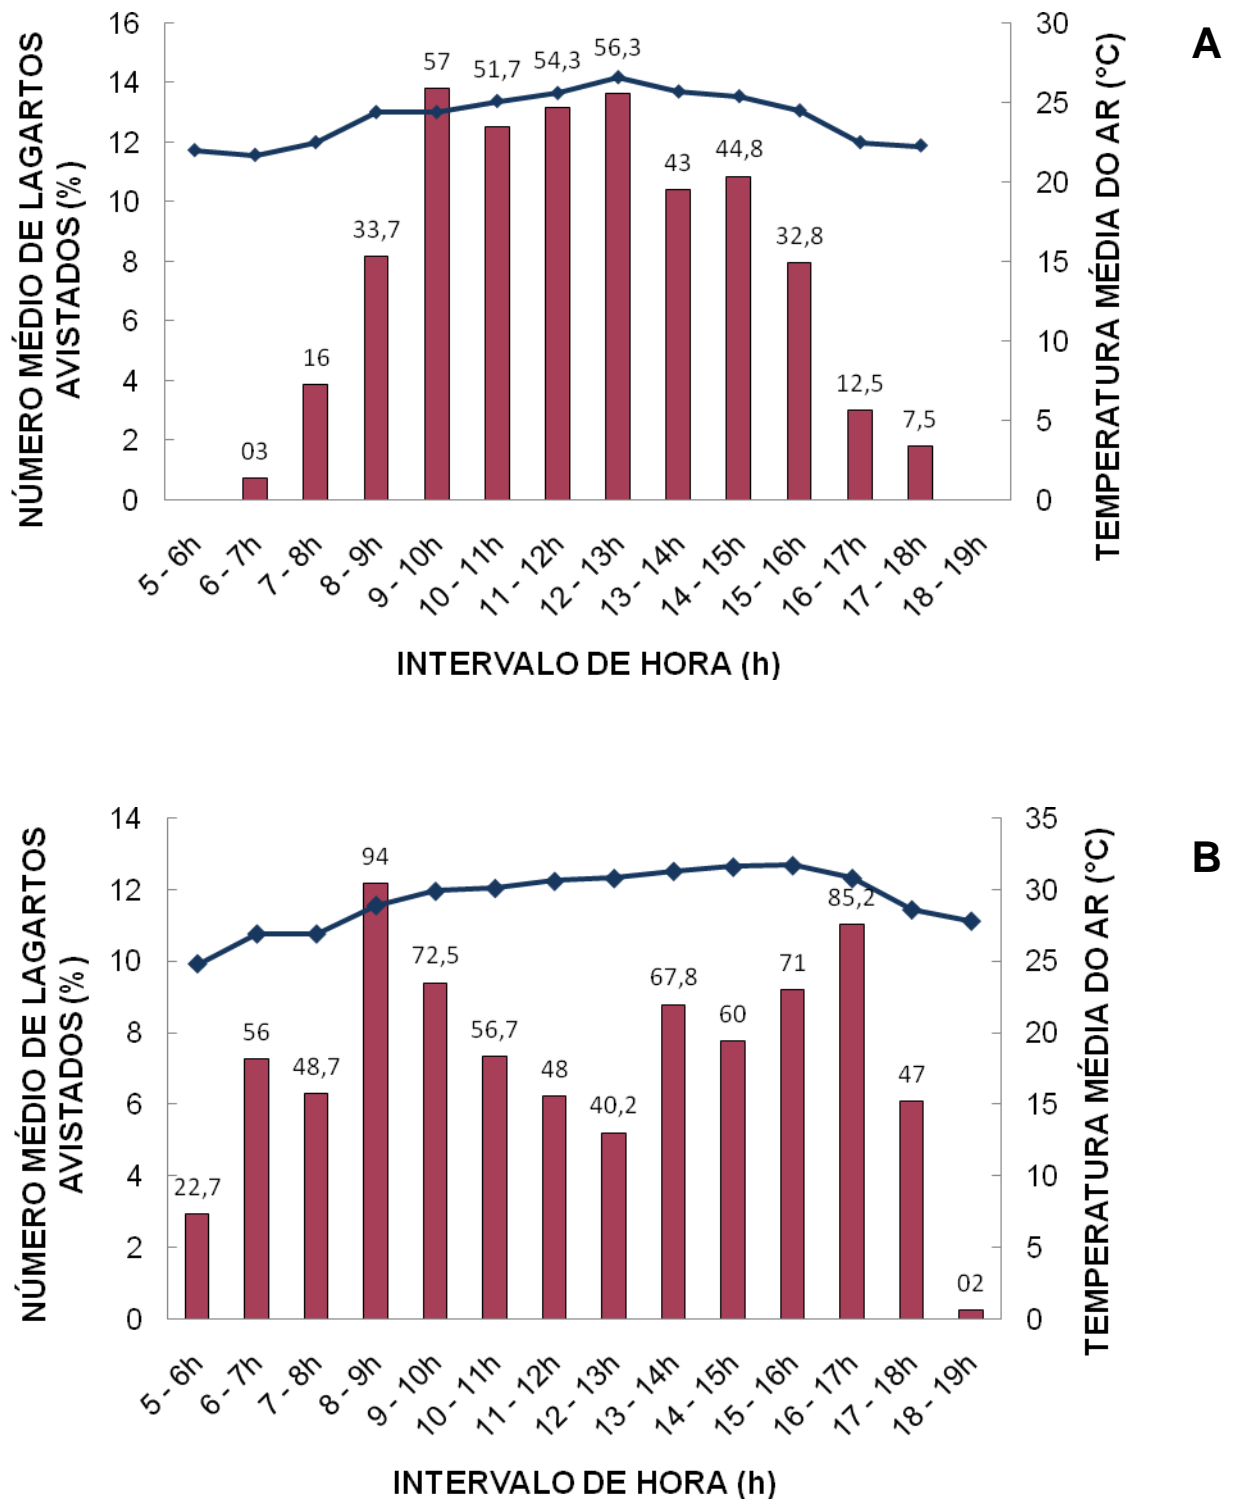 A
NÚMERO MÉDIO DE LAGARTOS
AVISTADOS (%)
16
14
12
10
8
6
4
2
0
03
16
33,7
57
51,7
54,3
56,3
43
44,8
32,8
12,5
7,5
30
25
20
15
10
5
0
TEMPERATURA MÉDIA DO AR (°C)
5 - 6h
6 - 7h
7 - 8h
8 - 9h
9 - 10h
10 - 11h
11 - 12h
12 - 13h
13 - 14h
14 - 15h
15 - 16h
16 - 17h
17 - 18h
18 - 19h
INTERVALO DE HORA (h)
B
NÚMERO MÉDIO DE LAGARTOS
AVISTADOS (%)
14
12
10
8
6
4
2
0
22,7
56
48,7
94
72,5
56,7
48
40,2
67,8
60
71
85,2
47
02
35
30
25
20
15
10
5
0
TEMPERATURA MÉDIA DO AR (°C)
5 - 6h
6 - 7h
7 - 8h
8 - 9h
9 - 10h
10 - 11h
11 - 12h
12 - 13h
13 - 14h
14 - 15h
15 - 16h
16 - 17h
17 - 18h
18 - 19h
INTERVALO DE HORA (h)